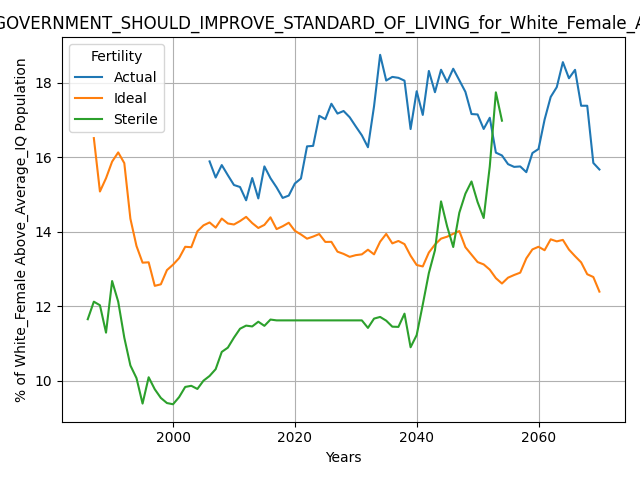 GOVERNMENT_SHOULD_IMPROVE_STANDARD_OF_LIVING_for_White_Female_A
Fertility
Actual
Ideal
Sterile
% of White_Female Above_Average_IQ Population
18
16
14
12
10
2000 2020 2040 2060
Years